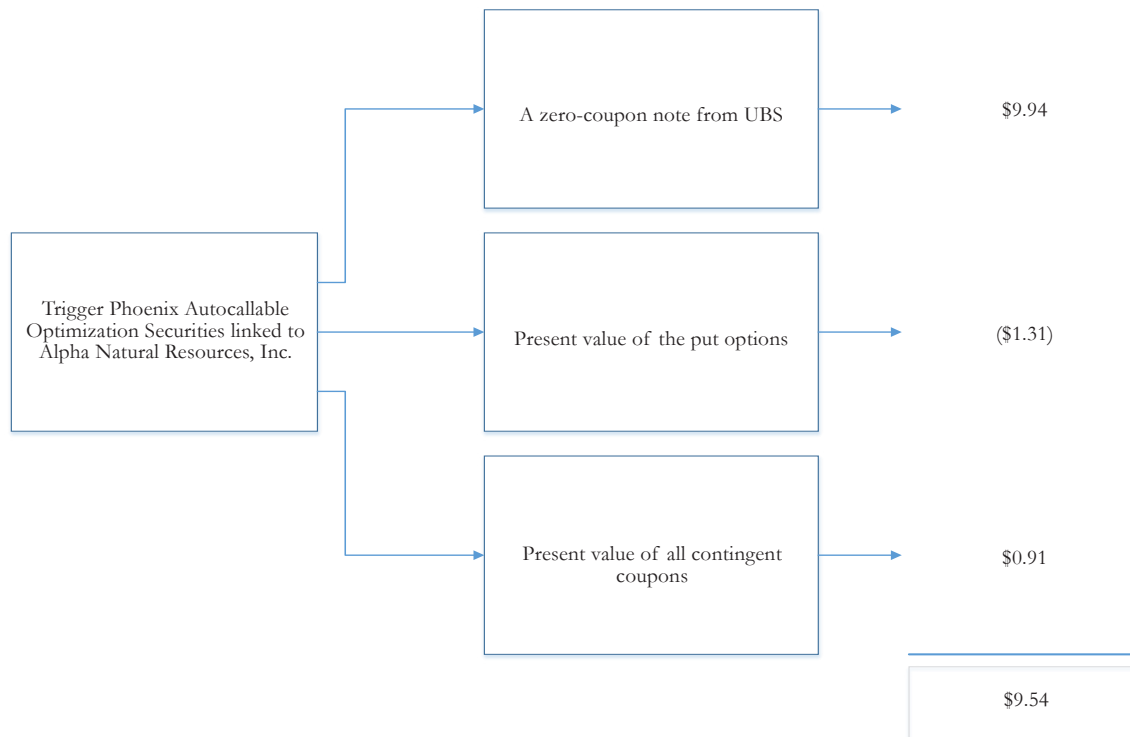 A zero-coupon note from UBS
$9.94
Trigger Phoenix Autocallable
Optimization Securities linked to
Alpha Natural Resources, Inc.
Present value of the put options
($1.31)
Present value of all contingent
coupons
$0.91
$9.54